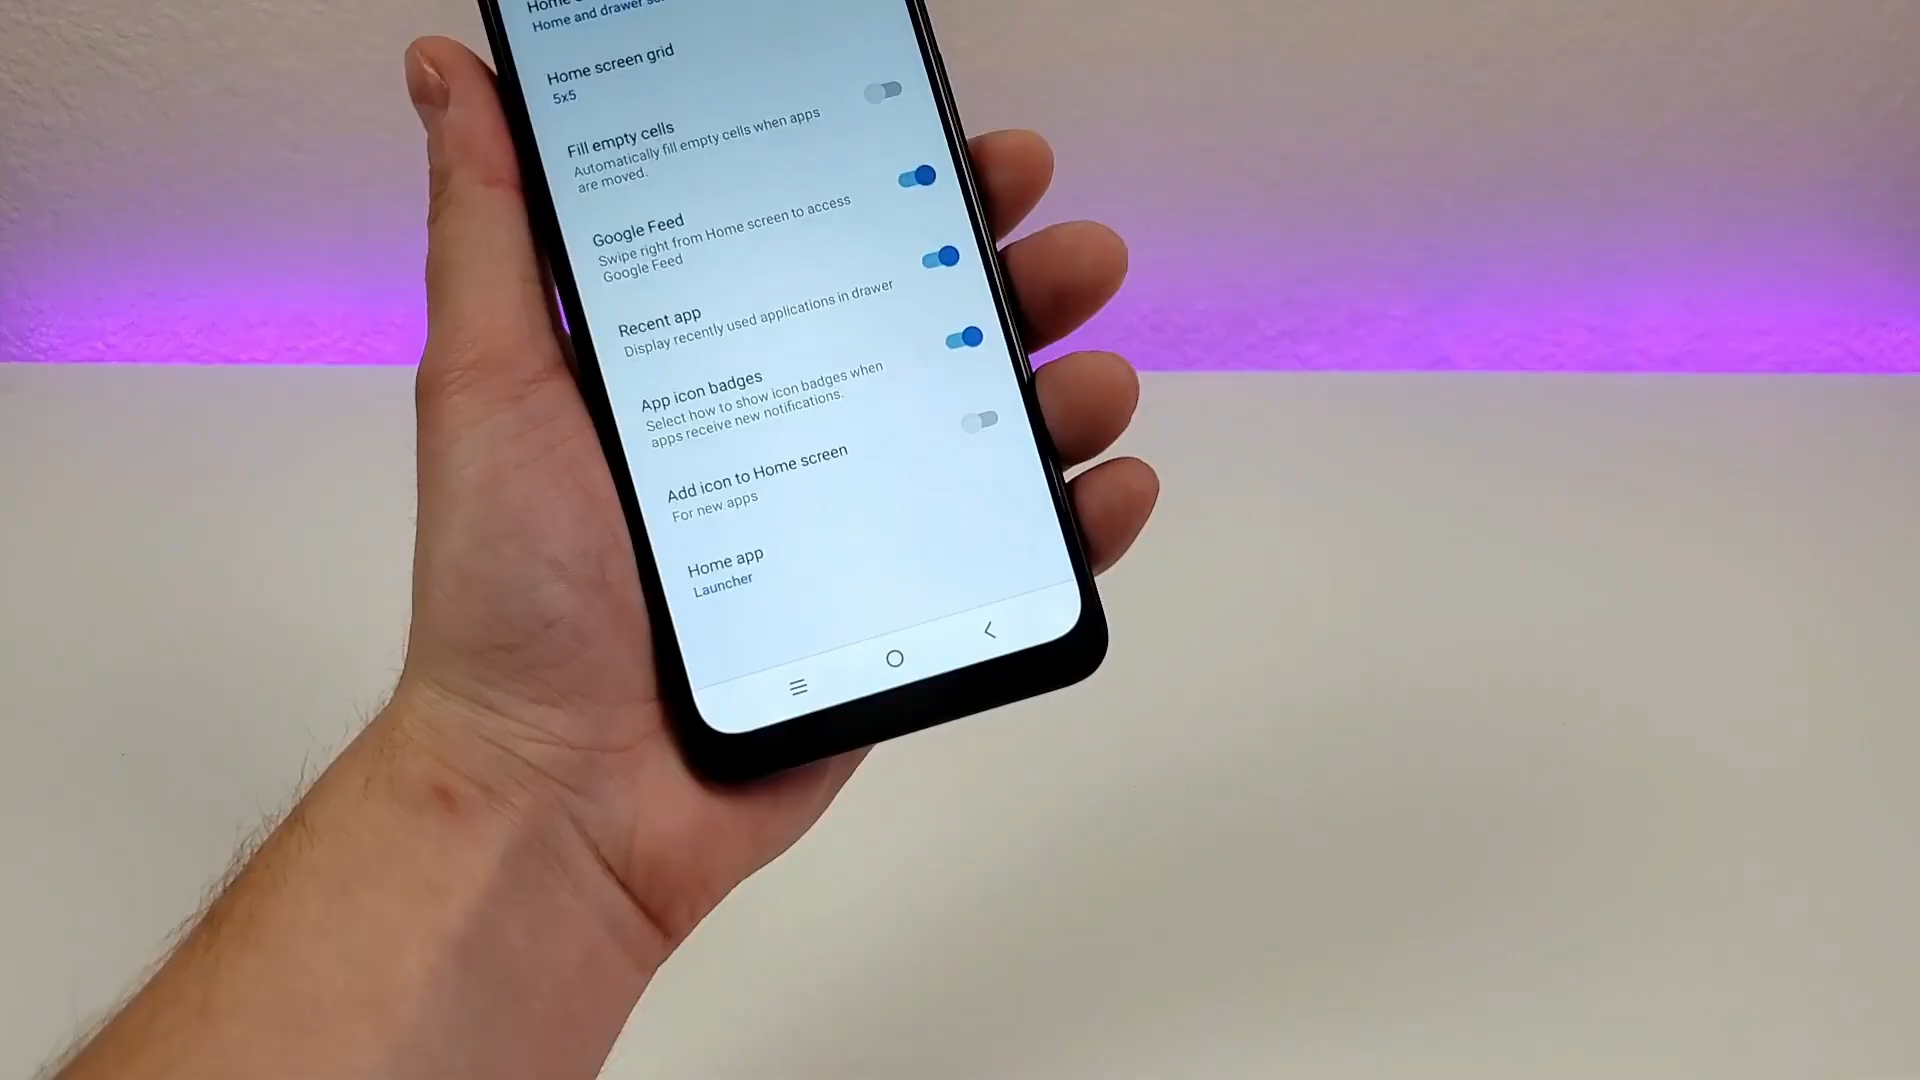 Home
Home and drawer
Home screen grid
5x5
Fill empty cells
Automatically fill empty cells when apps
are moved.
Google Feed
Swipe right from Home screen to access
Google Feed
Recent app
Display recently used applications in drawer
App icon badges
Select how to show icon badges when
apps receive new notifications.
Add icon to Home screen
For new apps
Home app
Launcher